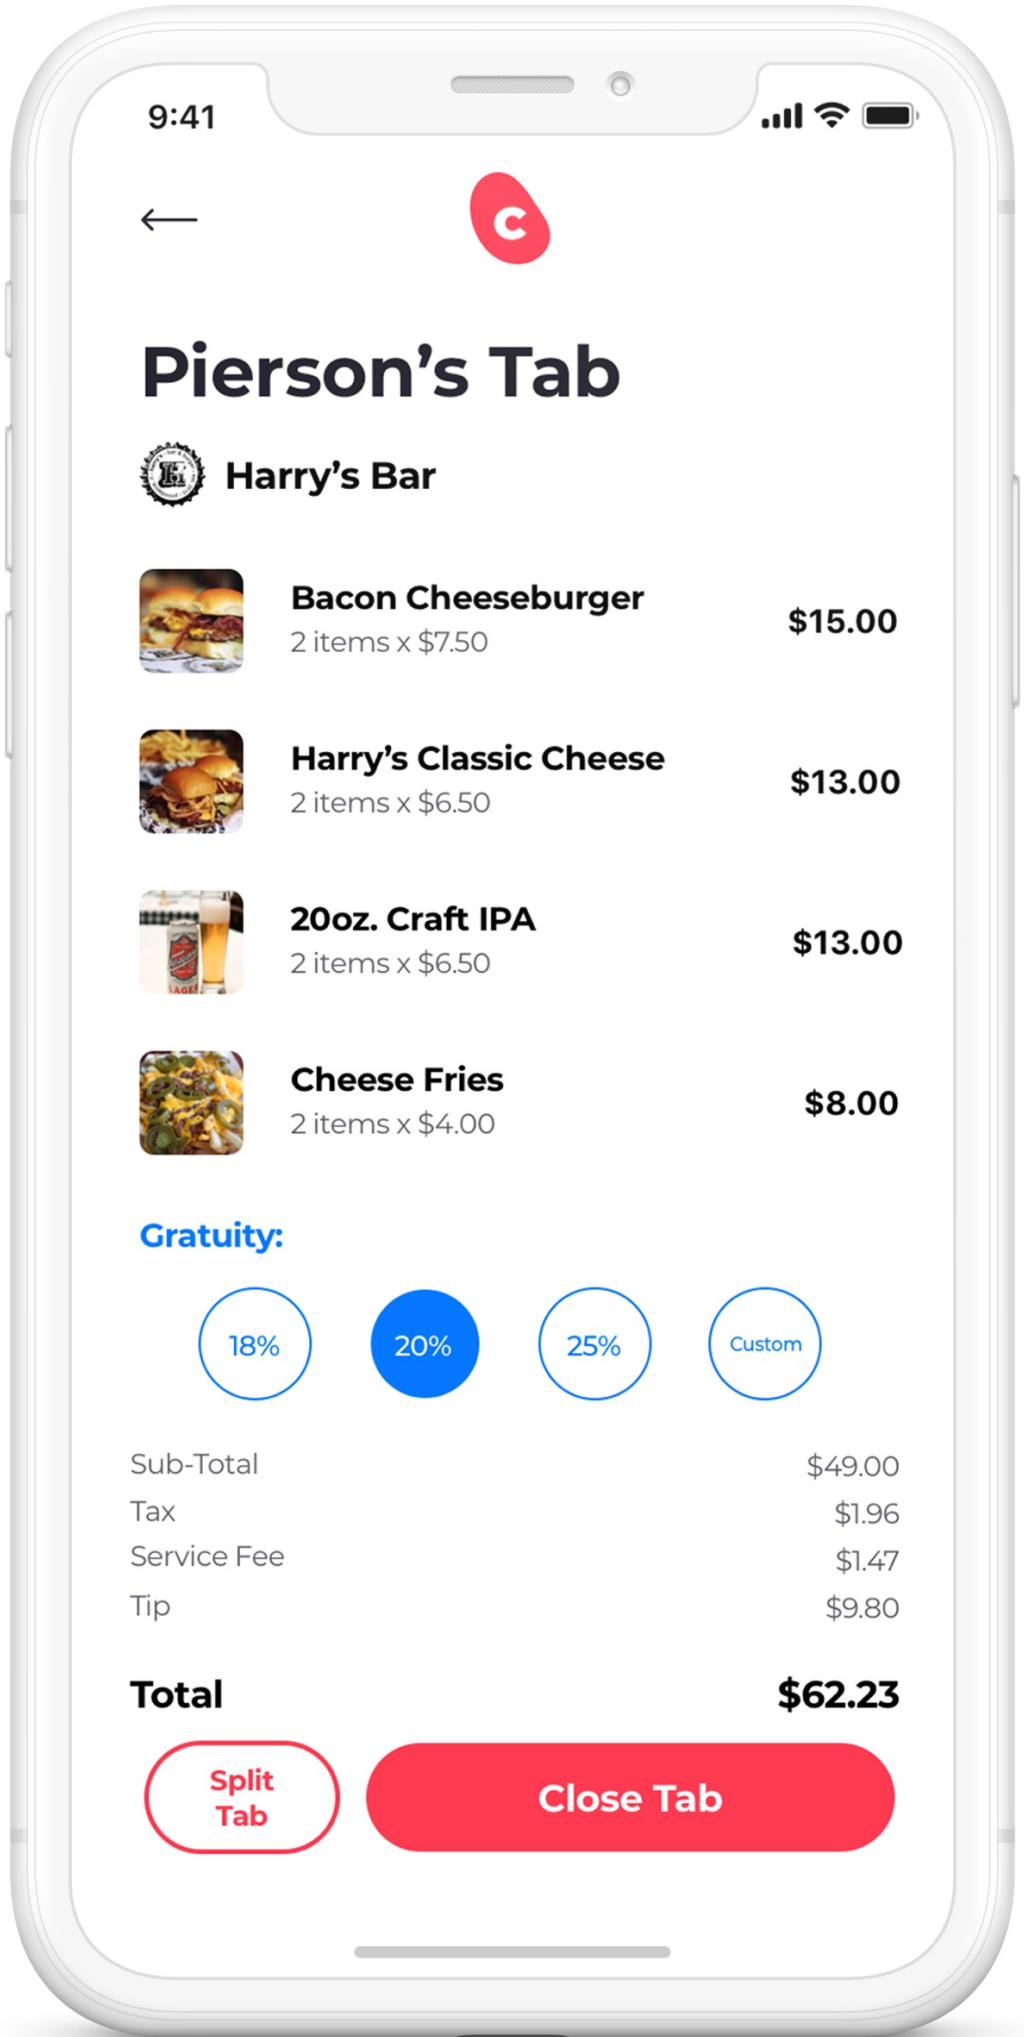 9:41
C
Pierson's Tab
Harry's Bar
Bacon Cheeseburger
2 items x $7.50
$15.00
Harry's Classic Cheese
2 items x $6.50
$13.00
20oz. Craft IPA
2 items x $6.50
$13.00
LAGER
Cheese Fries
2 items x $4.00
$8.00
Gratuity:
18%
20%
25%
Custom
Sub-Total
$49.00
Tax
$1.96
Service Fee
$1.47
Tip
$9.80
Total
$62.23
Split
Tab
Close Tab